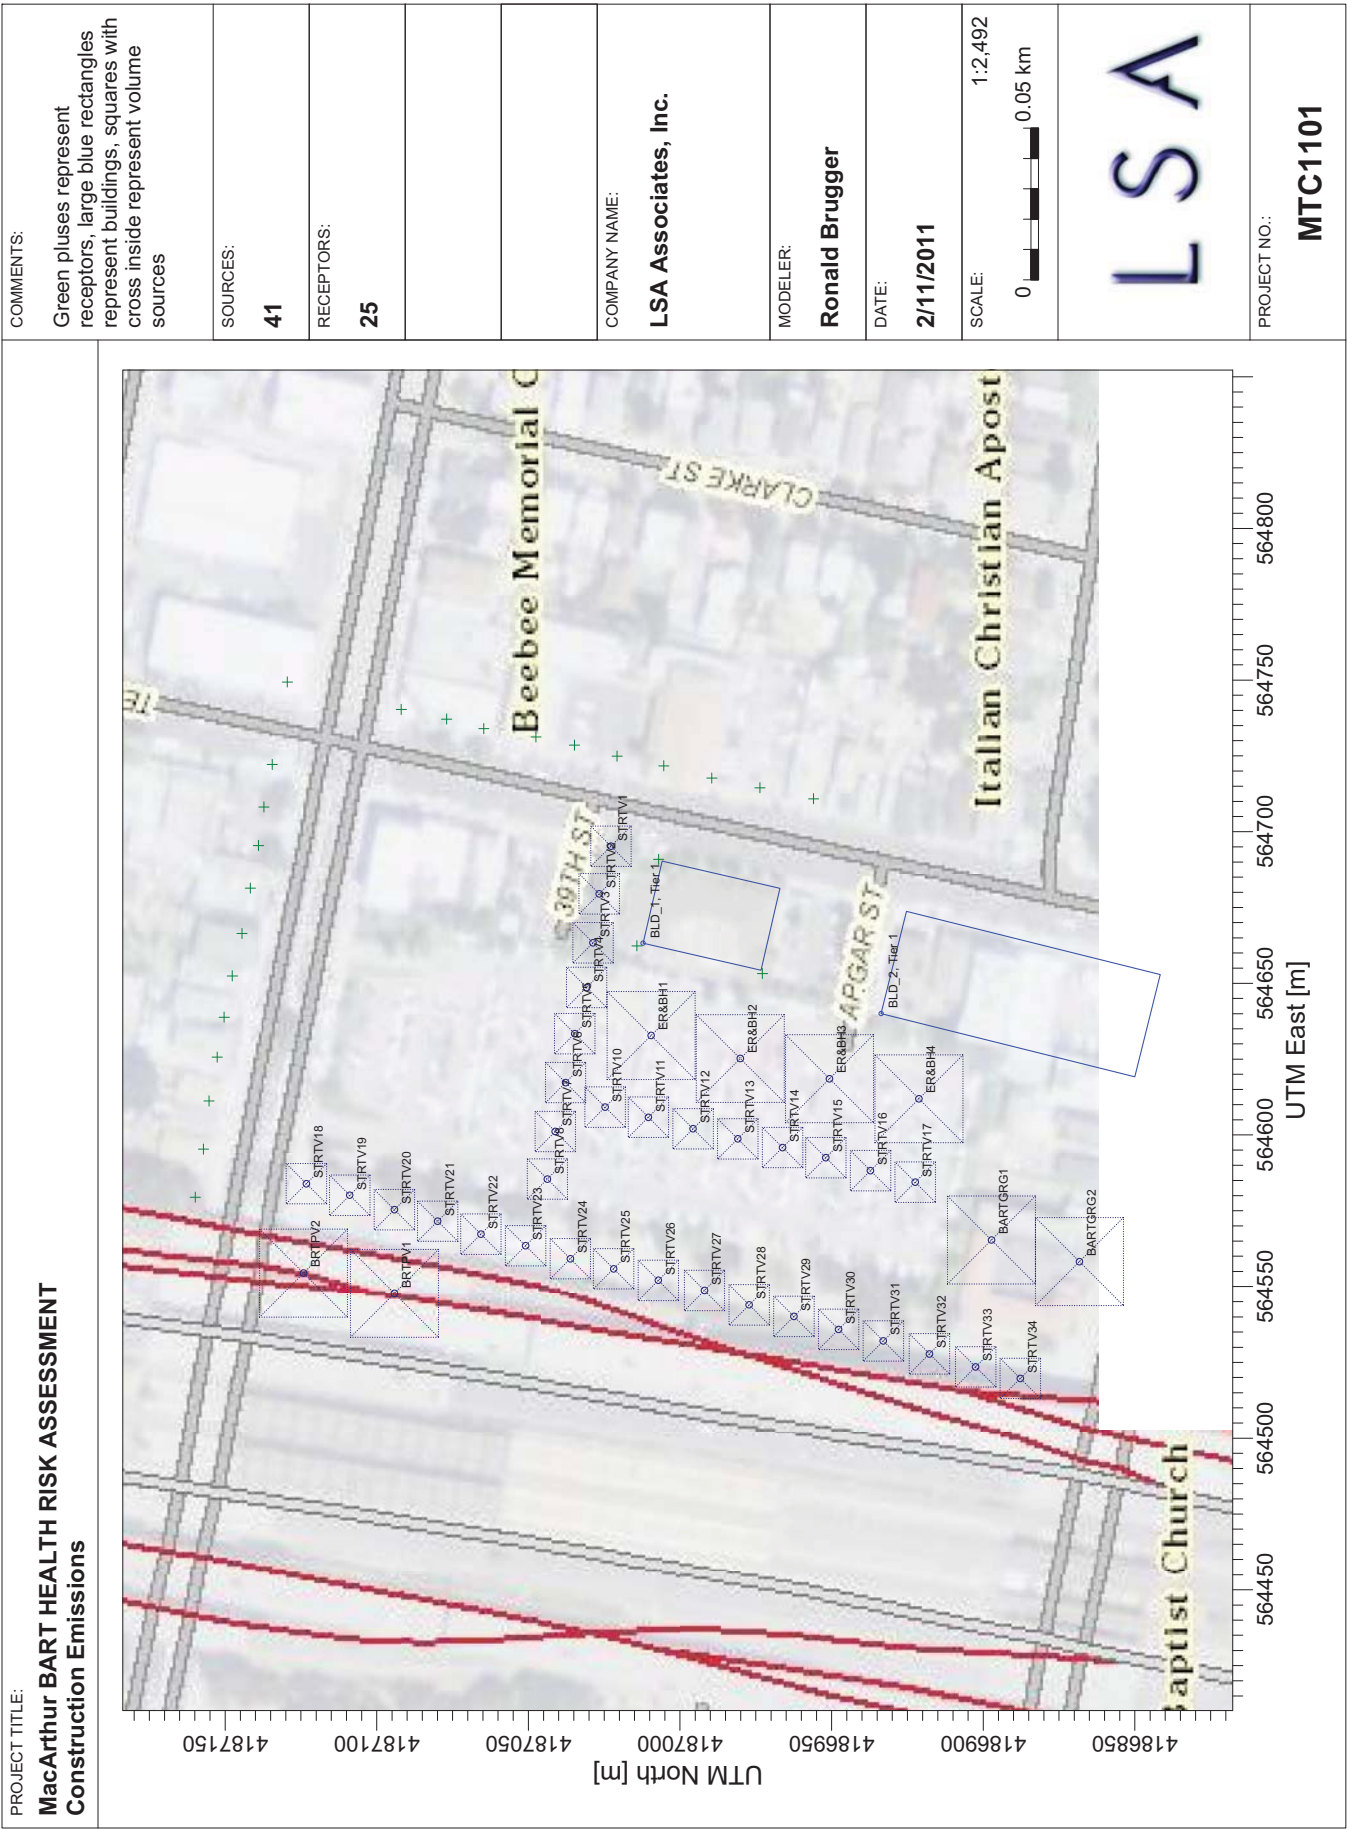 PROJECT TITLE:
MacArthur BART HEALTH RISK ASSESSMENT
Construction Emissions
COMMENTS:
Green pluses represent
receptors, large blue rectangles
represent buildings, squares with
cross inside represent volume
sources
SOURCES:
41
RECEPTORS:
25
COMPANY NAME:
LSA Associates, Inc.
MODELER:
Ronald Brugger
DATE:
2/11/2011
SCALE:
1:2,492
0
0.05 km
L S A
PROJECT NO.:
MTC1101
UTM North [m]
4187150
4187100
4187050
4187000
4186950
4186900
4186850
UTM East [m]
564450
564500
564550
564600
564650
564700
564750
564800
TE
Beebee Memorial C
CLARKE ST
Italian Christian Apost
39TH ST
APGAR ST
aptist Church
BLD_1, Tier 1
BLD_2, Tier 1
STRTV1
STRTV2
STRTV3
STRTV4
STRTV5
STRTV6
STRTV7
STRTV8
STRTV10
STRTV11
STRTV12
STRTV13
STRTV14
STRTV15
STRTV16
STRTV17
ER&BH1
ER&BH2
ER&BH3
ER&BH4
BARTGRG1
BARTGRG2
BRTPV2
BRTPV1
STRTV18
STRTV19
STRTV20
STRTV21
STRTV22
STRTV23
STRTV24
STRTV25
STRTV26
STRTV27
STRTV28
STRTV29
STRTV30
STRTV31
STRTV32
STRTV33
STRTV34